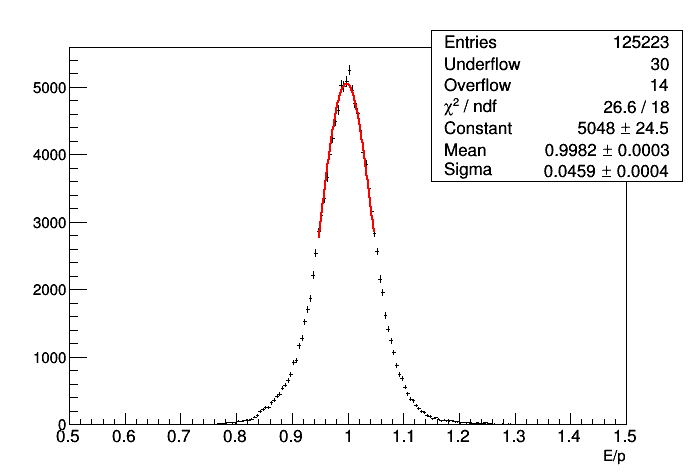 Entries 125223
Underflow 30
Overflow 14
χ² / ndf 26.6 / 18
Constant 5048 ± 24.5
Mean 0.9982 ± 0.0003
Sigma 0.0459 ± 0.0004
5000
4000
3000
2000
1000
0
0.5 0.6 0.7 0.8 0.9 1 1.1 1.2 1.3 1.4 1.5
E/p